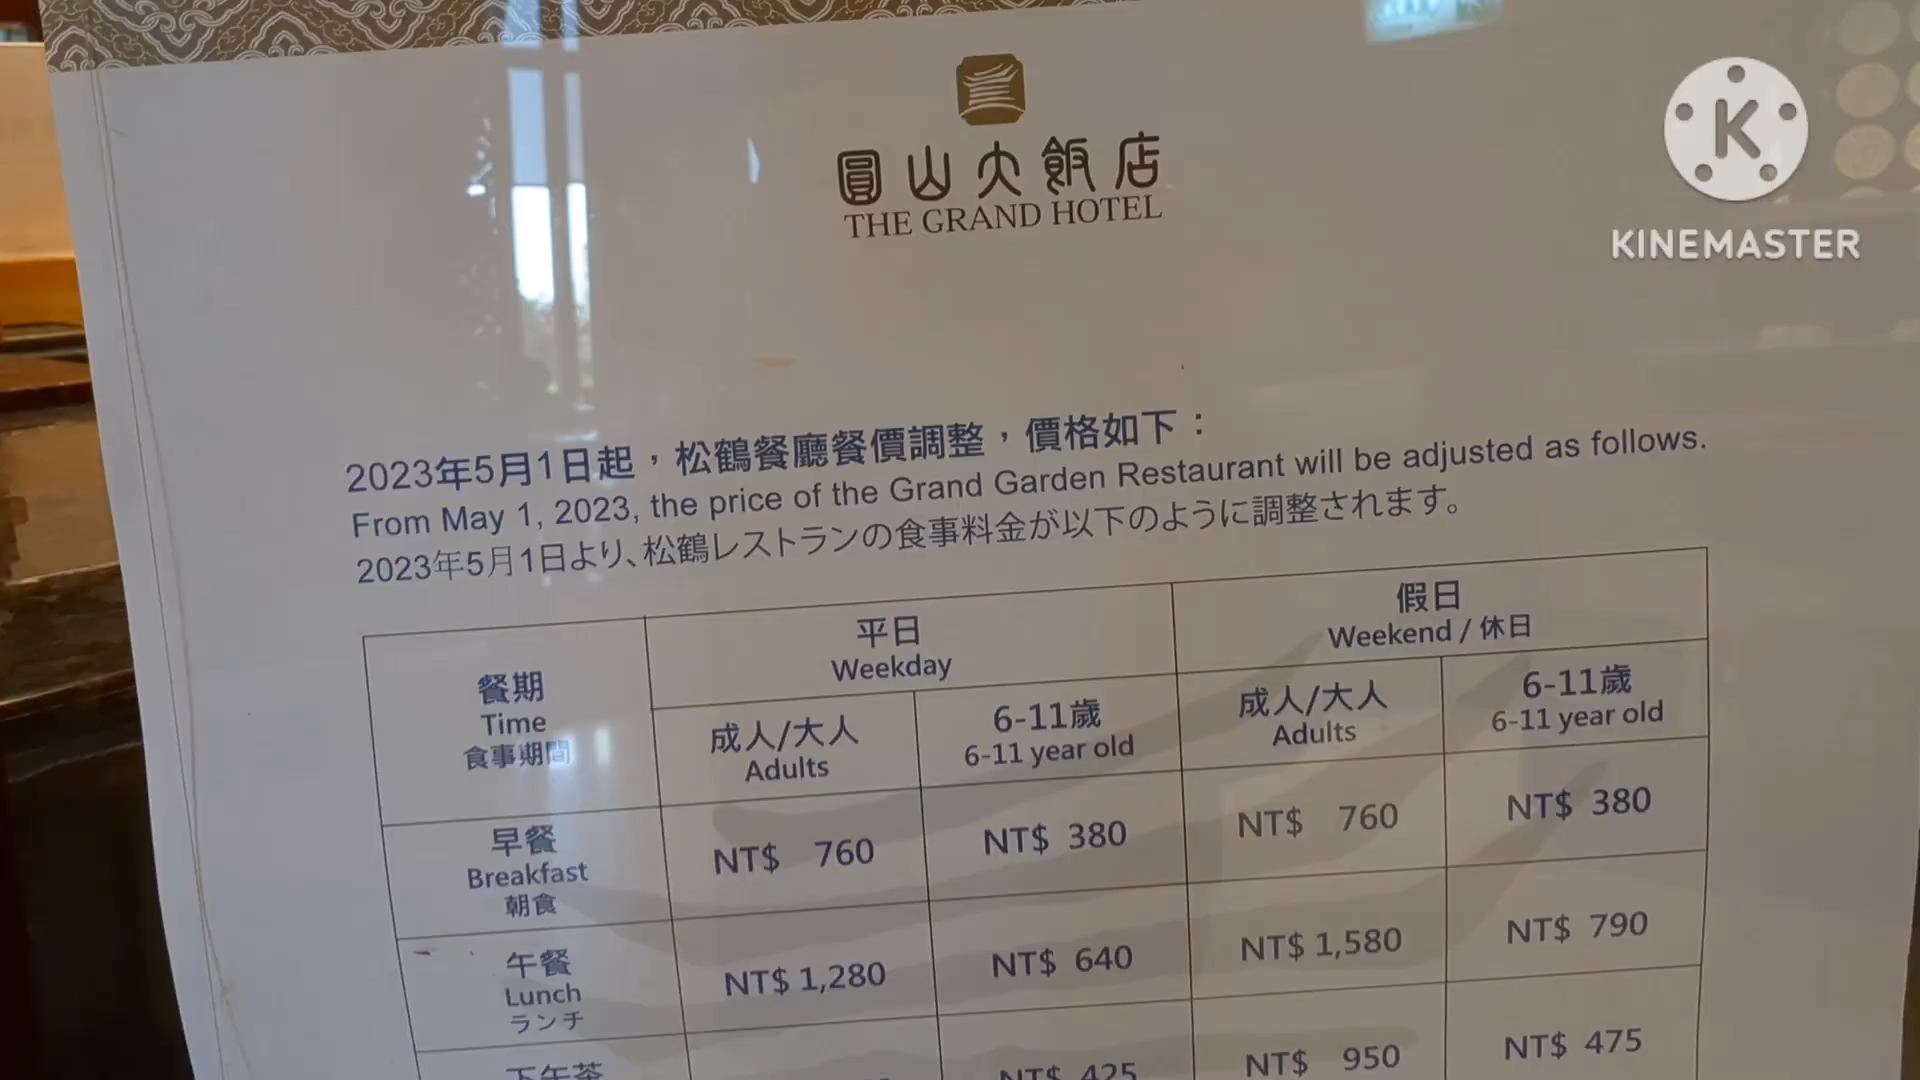 圓山大飯店
THE GRAND HOTEL
KINEMASTER
2023年5月1日起，松鶴餐廳餐價調整，價格如下：
From May 1, 2023, the price of the Grand Garden Restaurant will be adjusted as follows.
2023年5月1日より、松鶴レストランの食事料金が以下のように調整されます。
餐期
Time
食事期間
平日
Weekday
假日
Weekend / 休日
成人/大人
Adults
6-11歲
6-11 year old
成人/大人
Adults
6-11歲
6-11 year old
早餐
Breakfast
朝食
NT$ 760
NT$ 380
NT$ 760
NT$ 380
午餐
Lunch
ランチ
NT$ 1,280
NT$ 640
NT$ 1,580
NT$ 790
下午茶
NT$ 425
NT$ 950
NT$ 475